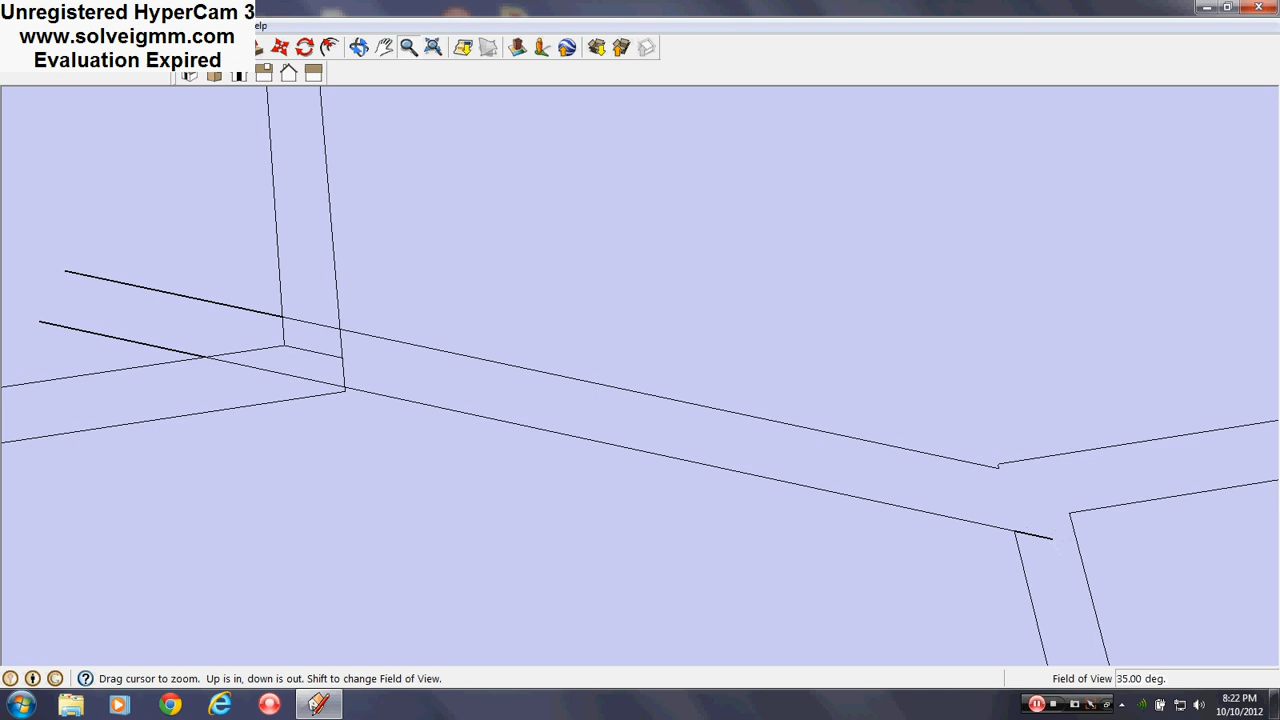 Unregistered HyperCam 3
www.solveigmm.com
Evaluation Expired
elp
Drag cursor to zoom. Up is in, down is out. Shift to change Field of View.
Field of View 35.00 deg.
8:22 PM
10/10/2012